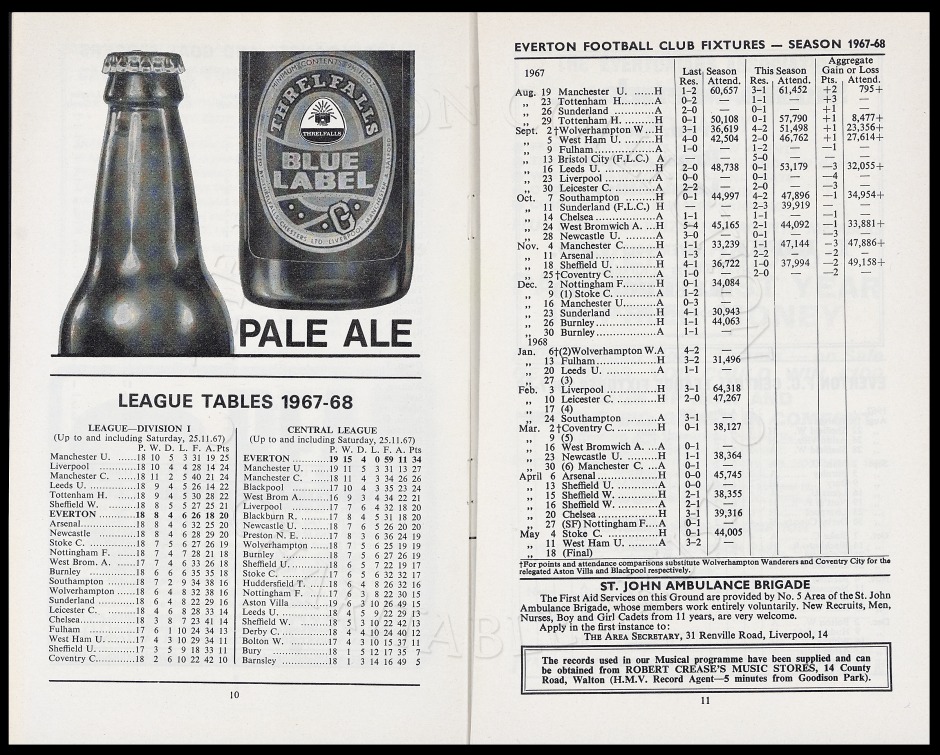 MINIMUM CONTENTS 9⅔ FL. OZ.
THRELFALLS
THRELFALLS
BLUE
LABEL
PALE ALE
LEAGUE TABLES 1967-68
LEAGUE—DIVISION I
(Up to and including Saturday, 25.11.67)
P. W. D. L. F. A. Pts
Manchester U. ......18 10 5 3 31 19 25
Liverpool ......18 10 4 4 28 14 24
Manchester C. ......18 11 2 5 40 21 24
Leeds U. ......18 9 4 5 26 14 22
Tottenham H. ......18 9 4 5 30 28 22
Sheffield W. ......18 8 5 5 27 25 21
EVERTON ......18 8 4 6 26 18 20
Arsenal......18 8 4 6 32 25 20
Newcastle ......18 8 4 6 28 29 20
Stoke C. ......18 7 5 6 27 26 19
Nottingham F. ......18 7 4 7 28 21 18
West Brom. A. ......17 7 4 6 33 26 18
Burnley ......18 6 6 6 35 35 18
Southampton ......18 7 2 9 34 38 16
Wolverhampton ......18 6 4 8 32 38 16
Sunderland ......18 6 4 8 22 29 16
Leicester C. ......18 4 6 8 28 33 14
Chelsea......18 3 8 7 23 41 14
Fulham ......17 6 1 10 24 34 13
West Ham U. ......17 4 3 10 29 34 11
Sheffield U. ......18 3 5 9 18 33 11
Coventry C. ......18 2 6 10 22 42 10
CENTRAL LEAGUE
(Up to and including Saturday, 25.11.67)
P. W. D. L. F. A. Pts
EVERTON ......19 15 4 0 59 11 34
Manchester U. ......19 11 5 3 31 13 27
Manchester C. ......18 11 4 3 34 26 26
Blackpool ......17 10 4 3 35 23 24
West Brom A. ......16 9 3 4 34 22 21
Liverpool ......17 7 6 4 32 18 20
Blackburn R. ......17 8 4 5 31 18 20
Newcastle U. ......18 7 6 5 26 20 20
Preston N. E. ......17 8 3 6 36 24 19
Wolverhampton ......18 7 5 6 25 19 19
Burnley ......18 7 5 6 27 26 19
Sheffield U. ......18 6 5 7 22 19 17
Stoke C. ......17 6 5 6 32 32 17
Huddersfield T. ......18 6 4 8 26 32 16
Nottingham F. ......17 6 3 8 22 30 15
Aston Villa ......19 6 3 10 26 49 15
Leeds U. ......18 4 5 9 22 29 13
Sheffield W. ......18 5 3 10 22 42 13
Derby C. ......18 4 4 10 24 40 12
Bolton W. ......17 4 3 10 15 37 11
Bury ......18 1 5 12 17 35 7
Barnsley ......18 1 3 14 16 49 5
10
EVERTON FOOTBALL CLUB FIXTURES — SEASON 1967-68
1967 Last Season This Season Aggregate Gain or Loss
Res. Attend. Res. Attend. Pts. Attend.
Aug. 19 Manchester U. ......H 1–2 60,657 3–1 61,452 +2 795+
,, 23 Tottenham H.........A 0–2 — 1–1 — +3 —
,, 26 Sunderland ......A 2–0 — 0–1 — +1 —
,, 29 Tottenham H. ......H 0–1 50,108 0–1 57,790 +1 8,477+
Sept. 2 †Wolverhampton W...H 3–1 36,619 4–2 51,498 +1 23,356+
,, 5 West Ham U. ......H 4–0 42,504 2–0 46,762 +1 27,614+
,, 9 Fulham......A 1–0 — 1–2 — —1 —
,, 13 Bristol City (F.L.C.) A 5–0 —
,, 16 Leeds U. ......H 2–0 48,738 0–1 53,179 —3 32,055+
,, 23 Liverpool ......A 0–0 — 0–1 — —4 —
,, 30 Leicester C. ......A 2–2 — 2–0 — —3 —
Oct. 7 Southampton ......H 0–1 44,997 4–2 47,896 —1 34,954+
,, 11 Sunderland (F.L.C.) H — — 2–3 39,919 — —
,, 14 Chelsea ......A 1–1 — 1–1 — —1 —
,, 24 West Bromwich A. ...H 5–4 45,165 2–1 44,092 —1 33,881+
,, 28 Newcastle U. ......A 3–0 — 0–1 — —3 —
Nov. 4 Manchester C.......H 1–1 33,239 1–1 47,144 —3 47,886+
,, 11 Arsenal ......A 1–3 — 2–2 — —2 —
,, 18 Sheffield U. ......H 4–1 36,722 1–0 37,994 —2 49,158+
,, 25 †Coventry C. ......A 1–0 — 2–0 — —2 —
Dec. 2 Nottingham F.......H 0–1 34,084
,, 9 (1) Stoke C. ......A 1–2 —
,, 16 Manchester U. ......A 0–3 —
,, 23 Sunderland ......H 4–1 30,943
,, 26 Burnley ......H 1–1 44,063
,, 30 Burnley......A 1–1 —
1968
Jan. 6†(2)Wolverhampton W.A 4–2 —
,, 13 Fulham ......H 3–2 31,496
,, 20 Leeds U. ......A 1–1 —
,, 27 (3)
Feb. 3 Liverpool ......H 3–1 64,318
,, 10 Leicester C. ......H 2–0 47,267
,, 17 (4)
,, 24 Southampton ......A 3–1 —
Mar. 2 †Coventry C. ......H 0–1 38,127
,, 9 (5)
,, 16 West Bromwich A. ...A 0–1 —
,, 23 Newcastle U. ......H 1–1 38,364
,, 30 (6) Manchester C. ...A 0–1 —
April 6 Arsenal ......H 0–0 45,745
,, 13 Sheffield U. ......A 0–0 —
,, 15 Sheffield W. ......H 2–1 38,355
,, 16 Sheffield W. ......A 2–1 —
,, 20 Chelsea ......H 3–1 39,316
,, 27 (SF) Nottingham F....A 0–1 —
May 4 Stoke C. ......H 0–1 44,005
,, 11 West Ham U. ......A 3–2 —
,, 18 (Final)
†For points and attendance comparisons substitute Wolverhampton Wanderers and Coventry City for the
relegated Aston Villa and Blackpool respectively.
ST. JOHN AMBULANCE BRIGADE
The First Aid Services on this Ground are provided by No. 5 Area of the St. John
Ambulance Brigade, whose members work entirely voluntarily. New Recruits, Men,
Nurses, Boy and Girl Cadets from 11 years, are very welcome.
Apply in the first instance to:
THE AREA SECRETARY, 31 Renville Road, Liverpool, 14
The records used in our Musical programme have been supplied and can
be obtained from ROBERT CREASE'S MUSIC STORES, 14 County
Road, Walton (H.M.V. Record Agent—5 minutes from Goodison Park).
11